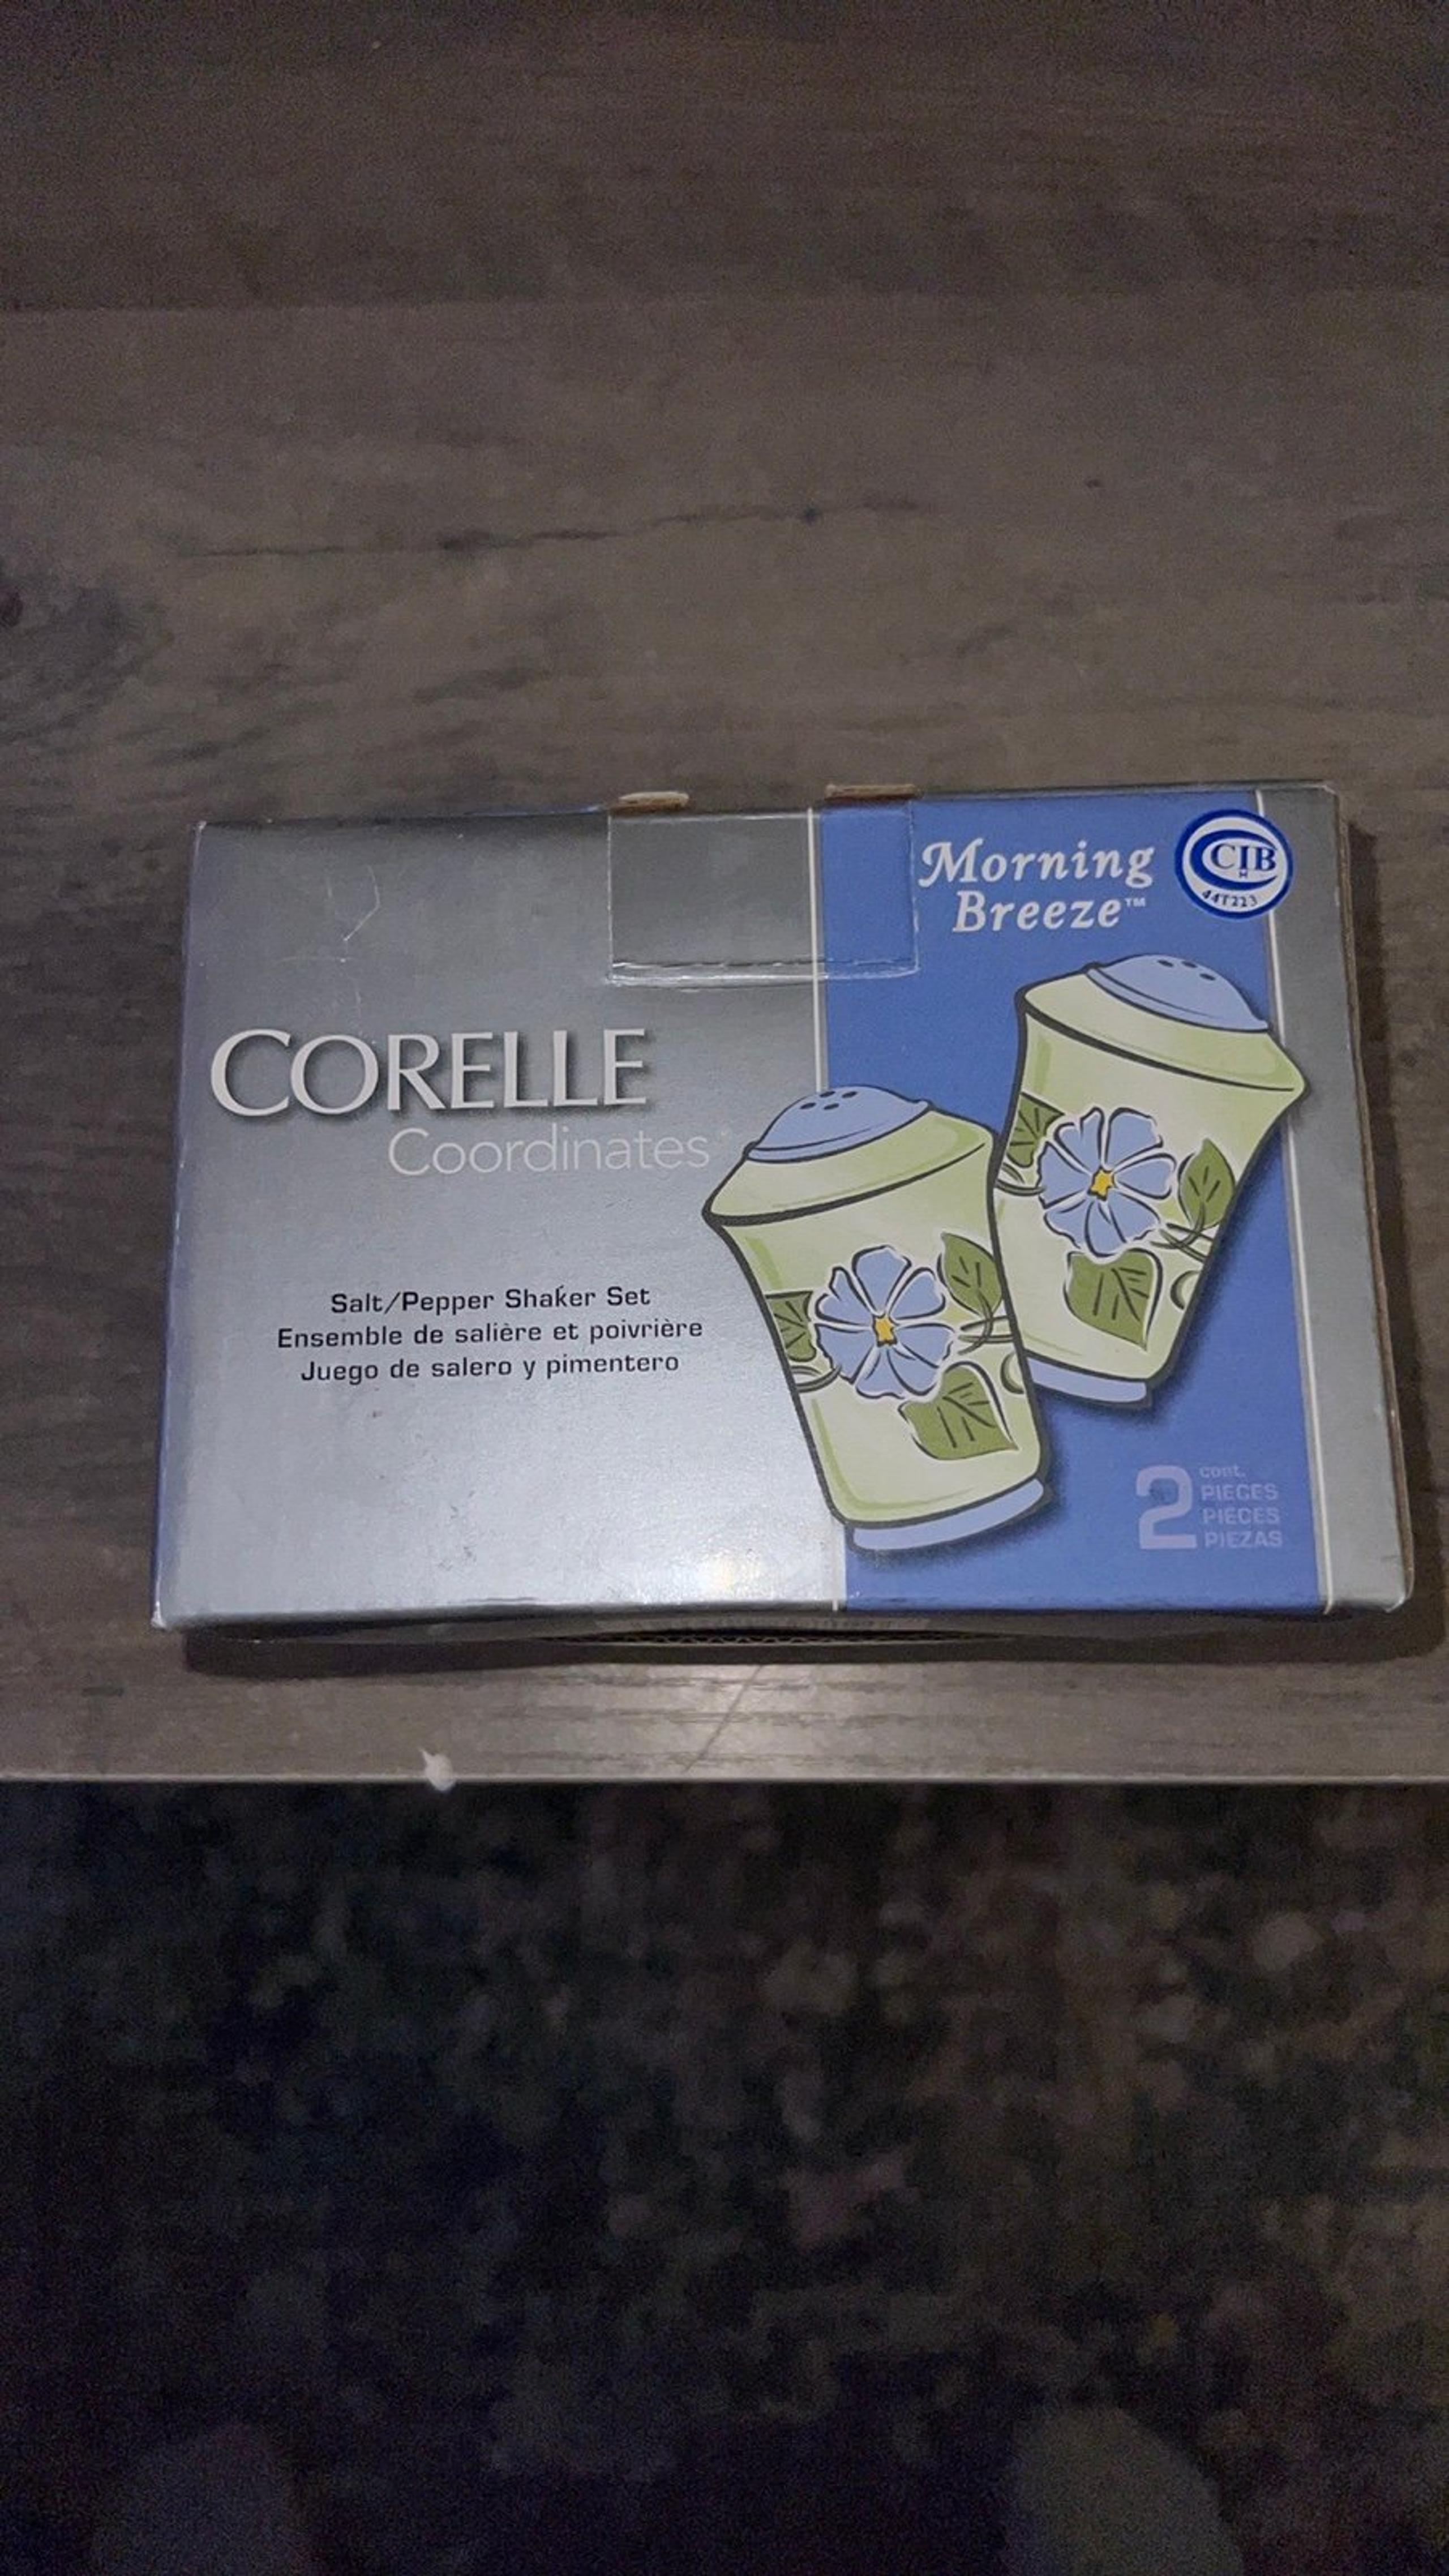 Morning
Breeze™
CIB
44T223
CORELLE
Coordinates
Salt/Pepper Shaker Set
Ensemble de salière et poivrière
Juego de salero y pimentero
2
cont.
PIECES
PIÈCES
PIEZAS